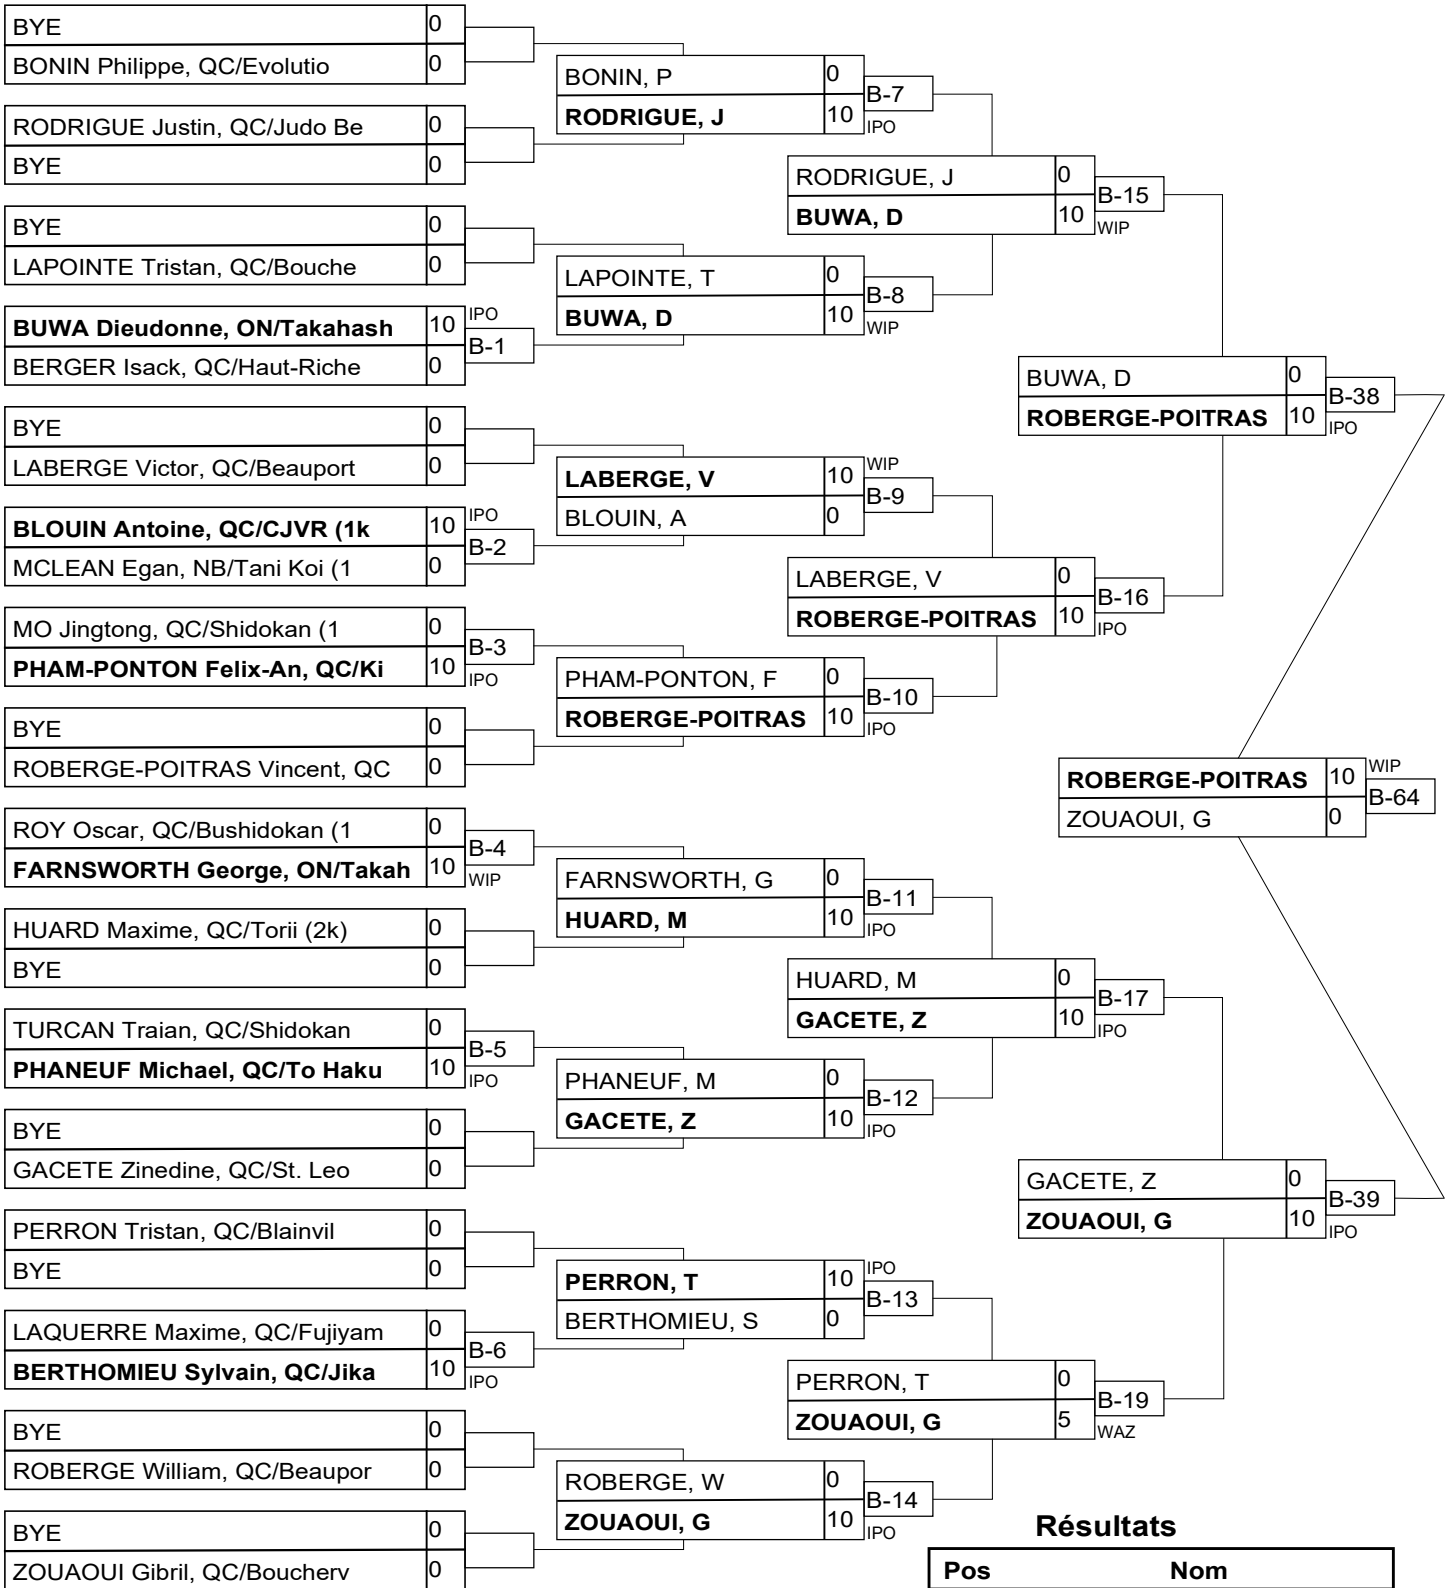 BYE 0
BONIN Philippe, QC/Evolutio 0
RODRIGUE Justin, QC/Judo Be 0
BYE 0
BYE 0
LAPOINTE Tristan, QC/Bouche 0
BUWA Dieudonne, ON/Takahash 10 IPO
B-1
BERGER Isack, QC/Haut-Riche 0
BYE 0
LABERGE Victor, QC/Beauport 0
BLOUIN Antoine, QC/CJVR (1k 10 IPO
B-2
MCLEAN Egan, NB/Tani Koi (1 0
MO Jingtong, QC/Shidokan (1 0
B-3
PHAM-PONTON Felix-An, QC/Ki 10 IPO
BYE 0
ROBERGE-POITRAS Vincent, QC 0
ROY Oscar, QC/Bushidokan (1 0
B-4
FARNSWORTH George, ON/Takah 10 WIP
HUARD Maxime, QC/Torii (2k) 0
BYE 0
TURCAN Traian, QC/Shidokan 0
B-5
PHANEUF Michael, QC/To Haku 10 IPO
BYE 0
GACETE Zinedine, QC/St. Leo 0
PERRON Tristan, QC/Blainvil 0
BYE 0
LAQUERRE Maxime, QC/Fujiyam 0
B-6
BERTHOMIEU Sylvain, QC/Jika 10 IPO
BYE 0
ROBERGE William, QC/Beaupor 0
BYE 0
ZOUAOUI Gibril, QC/Boucherv 0
BONIN, P 0
B-7
RODRIGUE, J 10 IPO
LAPOINTE, T 0
B-8
BUWA, D 10 WIP
LABERGE, V 10 WIP
B-9
BLOUIN, A 0
PHAM-PONTON, F 0
B-10
ROBERGE-POITRAS 10 IPO
FARNSWORTH, G 0
B-11
HUARD, M 10 IPO
PHANEUF, M 0
B-12
GACETE, Z 10 IPO
PERRON, T 10 IPO
B-13
BERTHOMIEU, S 0
ROBERGE, W 0
B-14
ZOUAOUI, G 10 IPO
RODRIGUE, J 0
B-15
BUWA, D 10 WIP
LABERGE, V 0
B-16
ROBERGE-POITRAS 10 IPO
HUARD, M 0
B-17
GACETE, Z 10 IPO
PERRON, T 0
B-19
ZOUAOUI, G 5 WAZ
BUWA, D 0
B-38
ROBERGE-POITRAS 10 IPO
GACETE, Z 0
B-39
ZOUAOUI, G 10 IPO
ROBERGE-POITRAS 10 WIP
B-64
ZOUAOUI, G 0
Résultats
Pos Nom